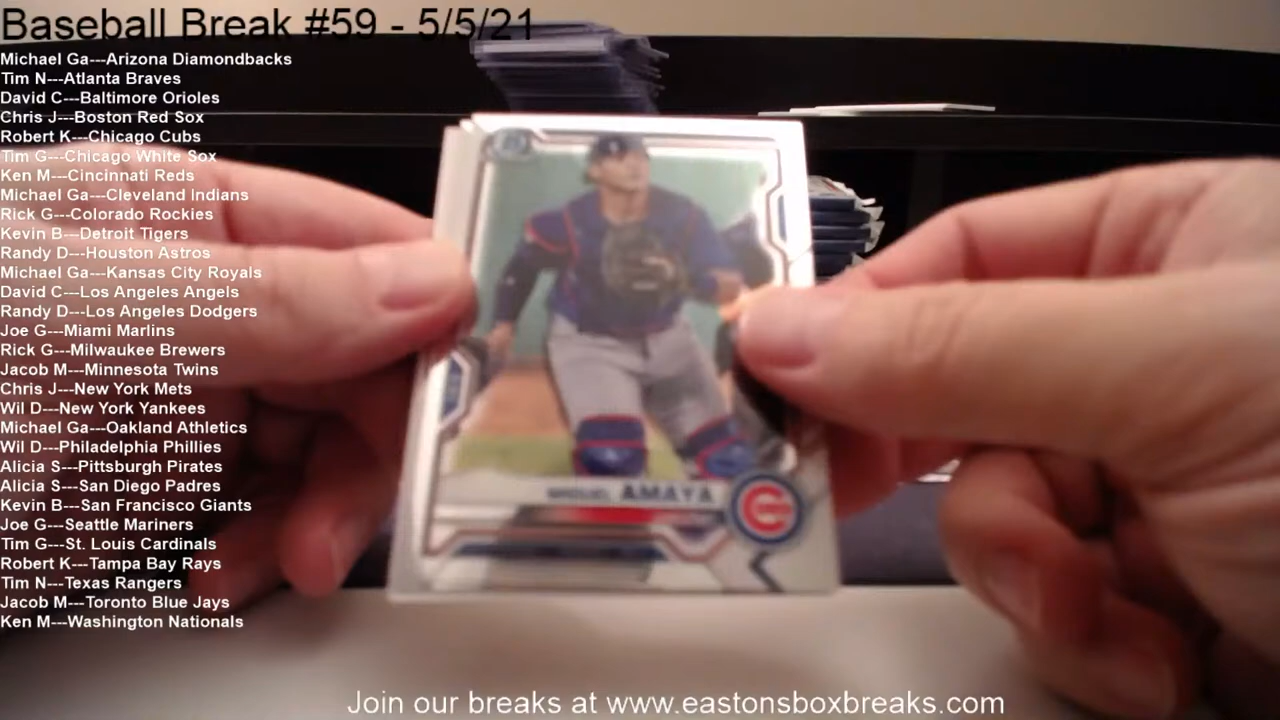 Baseball Break #59 - 5/5/21
Michael Ga---Arizona Diamondbacks
Tim N---Atlanta Braves
David C---Baltimore Orioles
Chris J---Boston Red Sox
Robert K---Chicago Cubs
Tim G---Chicago White Sox
Ken M---Cincinnati Reds
Michael Ga---Cleveland Indians
Rick G---Colorado Rockies
Kevin B---Detroit Tigers
Randy D---Houston Astros
Michael Ga---Kansas City Royals
David C---Los Angeles Angels
Randy D---Los Angeles Dodgers
Joe G---Miami Marlins
Rick G---Milwaukee Brewers
Jacob M---Minnesota Twins
Chris J---New York Mets
Wil D---New York Yankees
Michael Ga---Oakland Athletics
Wil D---Philadelphia Phillies
Alicia S---Pittsburgh Pirates
Alicia S---San Diego Padres
Kevin B---San Francisco Giants
Joe G---Seattle Mariners
Tim G---St. Louis Cardinals
Robert K---Tampa Bay Rays
Tim N---Texas Rangers
Jacob M---Toronto Blue Jays
Ken M---Washington Nationals
MIGUEL AMAYA
Join our breaks at www.eastonsboxbreaks.com